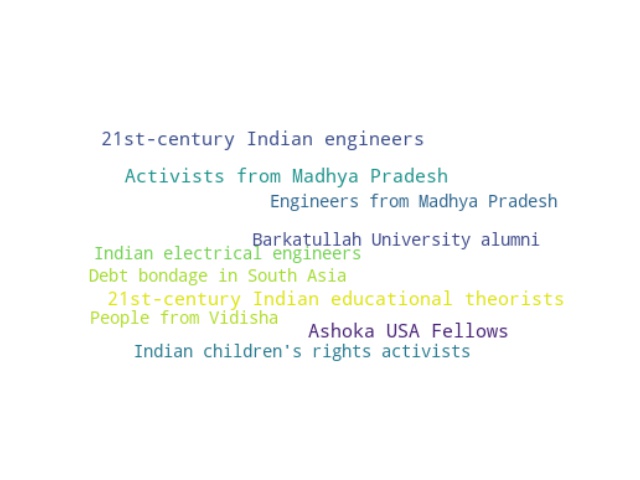 21st-century Indian engineers
Activists from Madhya Pradesh
Engineers from Madhya Pradesh
Barkatullah University alumni
Indian electrical engineers
Debt bondage in South Asia
21st-century Indian educational theorists
People from Vidisha
Ashoka USA Fellows
Indian children's rights activists